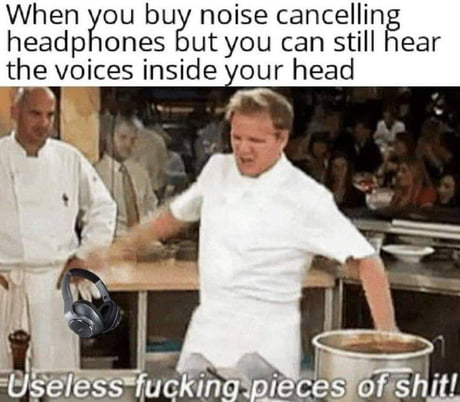 When you buy noise cancelling
headphones but you can still hear
the voices inside your head
Useless fucking pieces of shit!